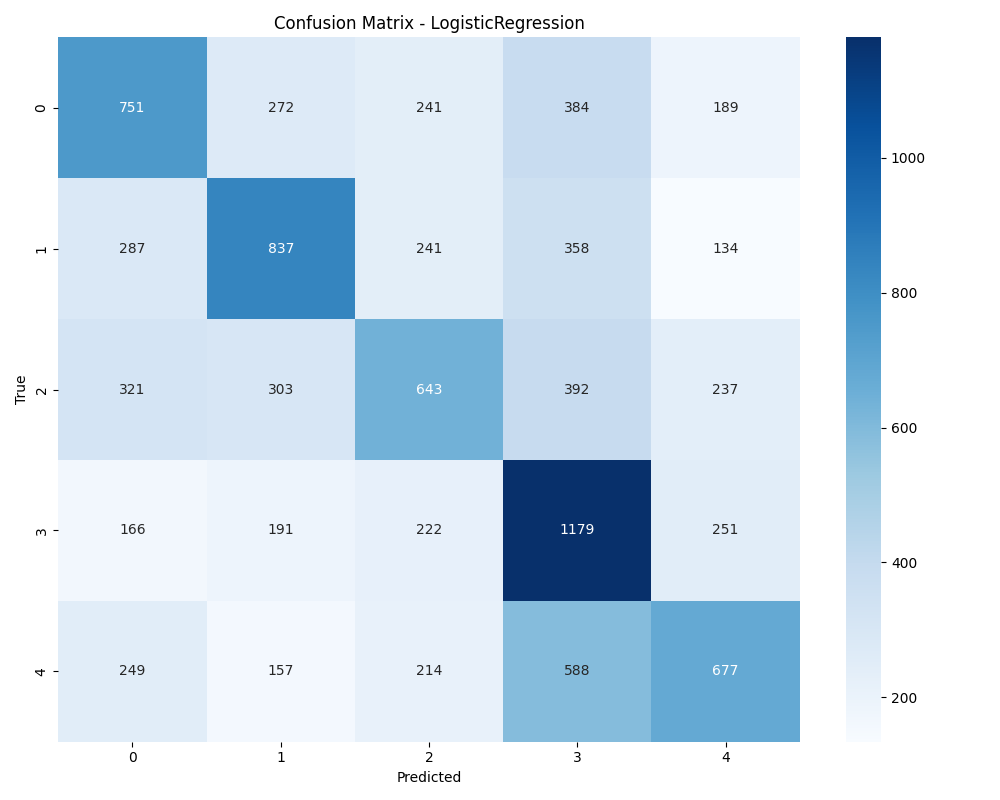 Confusion Matrix - LogisticRegression
0 751 272 241 384 189
1 287 837 241 358 134
2 321 303 643 392 237
3 166 191 222 1179 251
4 249 157 214 588 677
0 1 2 3 4
True
Predicted
1000
800
600
400
200